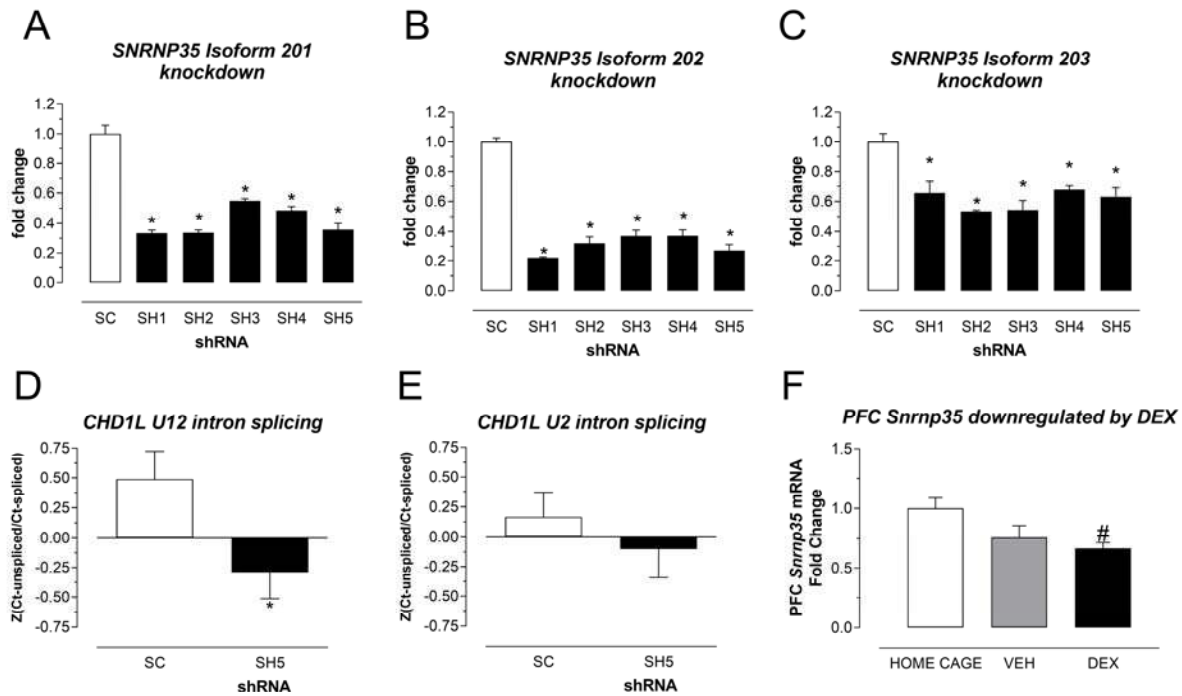 A
SNRNP35 Isoform 201
knockdown
fold change
1.2
1.0
0.8
0.6
0.4
0.2
0.0
*
*
*
*
*
SC SH1 SH2 SH3 SH4 SH5
shRNA
B
SNRNP35 Isoform 202
knockdown
fold change
1.2
1.0
0.8
0.6
0.4
0.2
0.0
*
*
*
*
*
SC SH1 SH2 SH3 SH4 SH5
shRNA
C
SNRNP35 Isoform 203
knockdown
fold change
1.2
1.0
0.8
0.6
0.4
0.2
0.0
*
*
*
*
*
SC SH1 SH2 SH3 SH4 SH5
shRNA
D
CHD1L U12 intron splicing
Z(Ct-unspliced/Ct-spliced)
0.75
0.50
0.25
0.00
-0.25
-0.50
-0.75
*
SC SH5
shRNA
E
CHD1L U2 intron splicing
Z(Ct-unspliced/Ct-spliced)
0.75
0.50
0.25
0.00
-0.25
-0.50
-0.75
SC SH5
shRNA
F
PFC Snrnp35 downregulated by DEX
PFC Snrnp35 mRNA
Fold Change
1.5
1.0
0.5
0.0
#
HOME CAGE VEH DEX